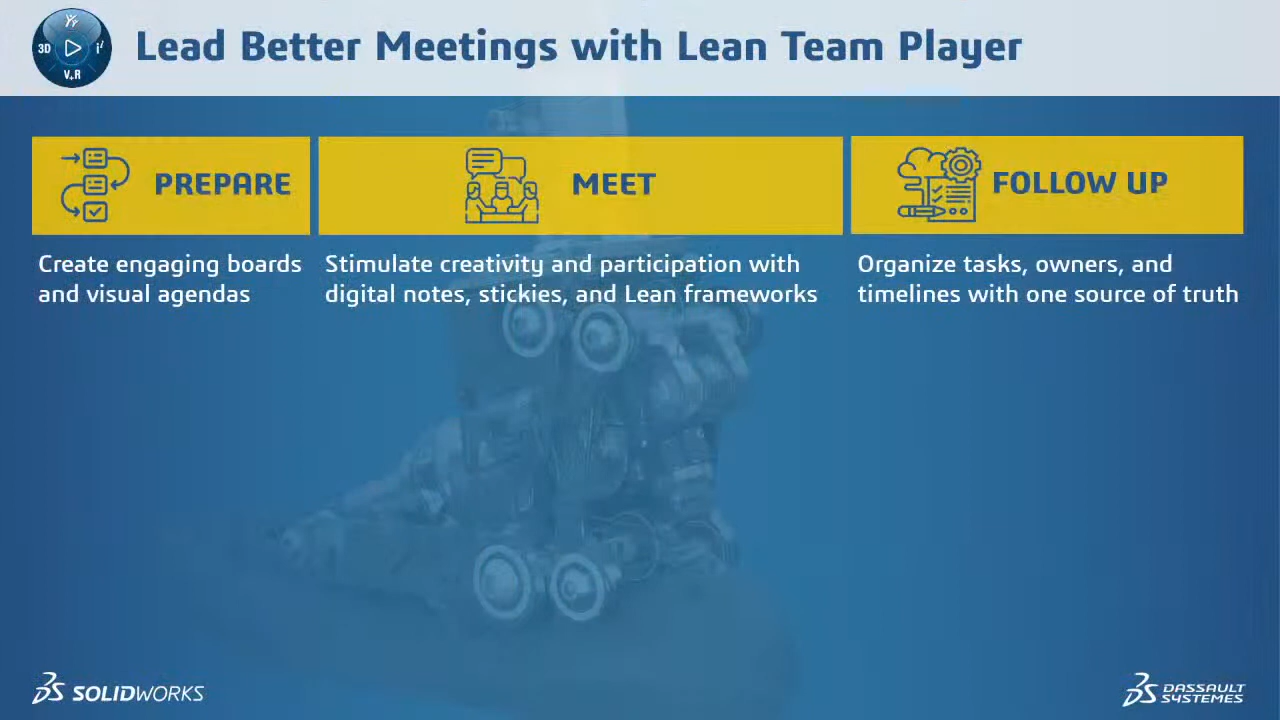 3D
V+R
Lead Better Meetings with Lean Team Player
PREPARE
MEET
FOLLOW UP
Create engaging boards
and visual agendas
Stimulate creativity and participation with
digital notes, stickies, and Lean frameworks
Organize tasks, owners, and
timelines with one source of truth
SOLIDWORKS
DASSAULT
SYSTEMES